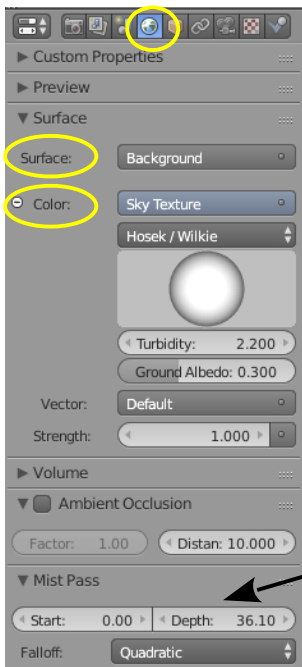 Custom Properties
Preview
Surface
Surface: Background
Color: Sky Texture
Hosek / Wilkie
Turbidity: 2.200
Ground Albedo: 0.300
Vector: Default
Strength: 1.000
Volume
Ambient Occlusion
Factor: 1.00 Distan: 10.000
Mist Pass
Start: 0.00 Depth: 36.10
Falloff: Quadratic